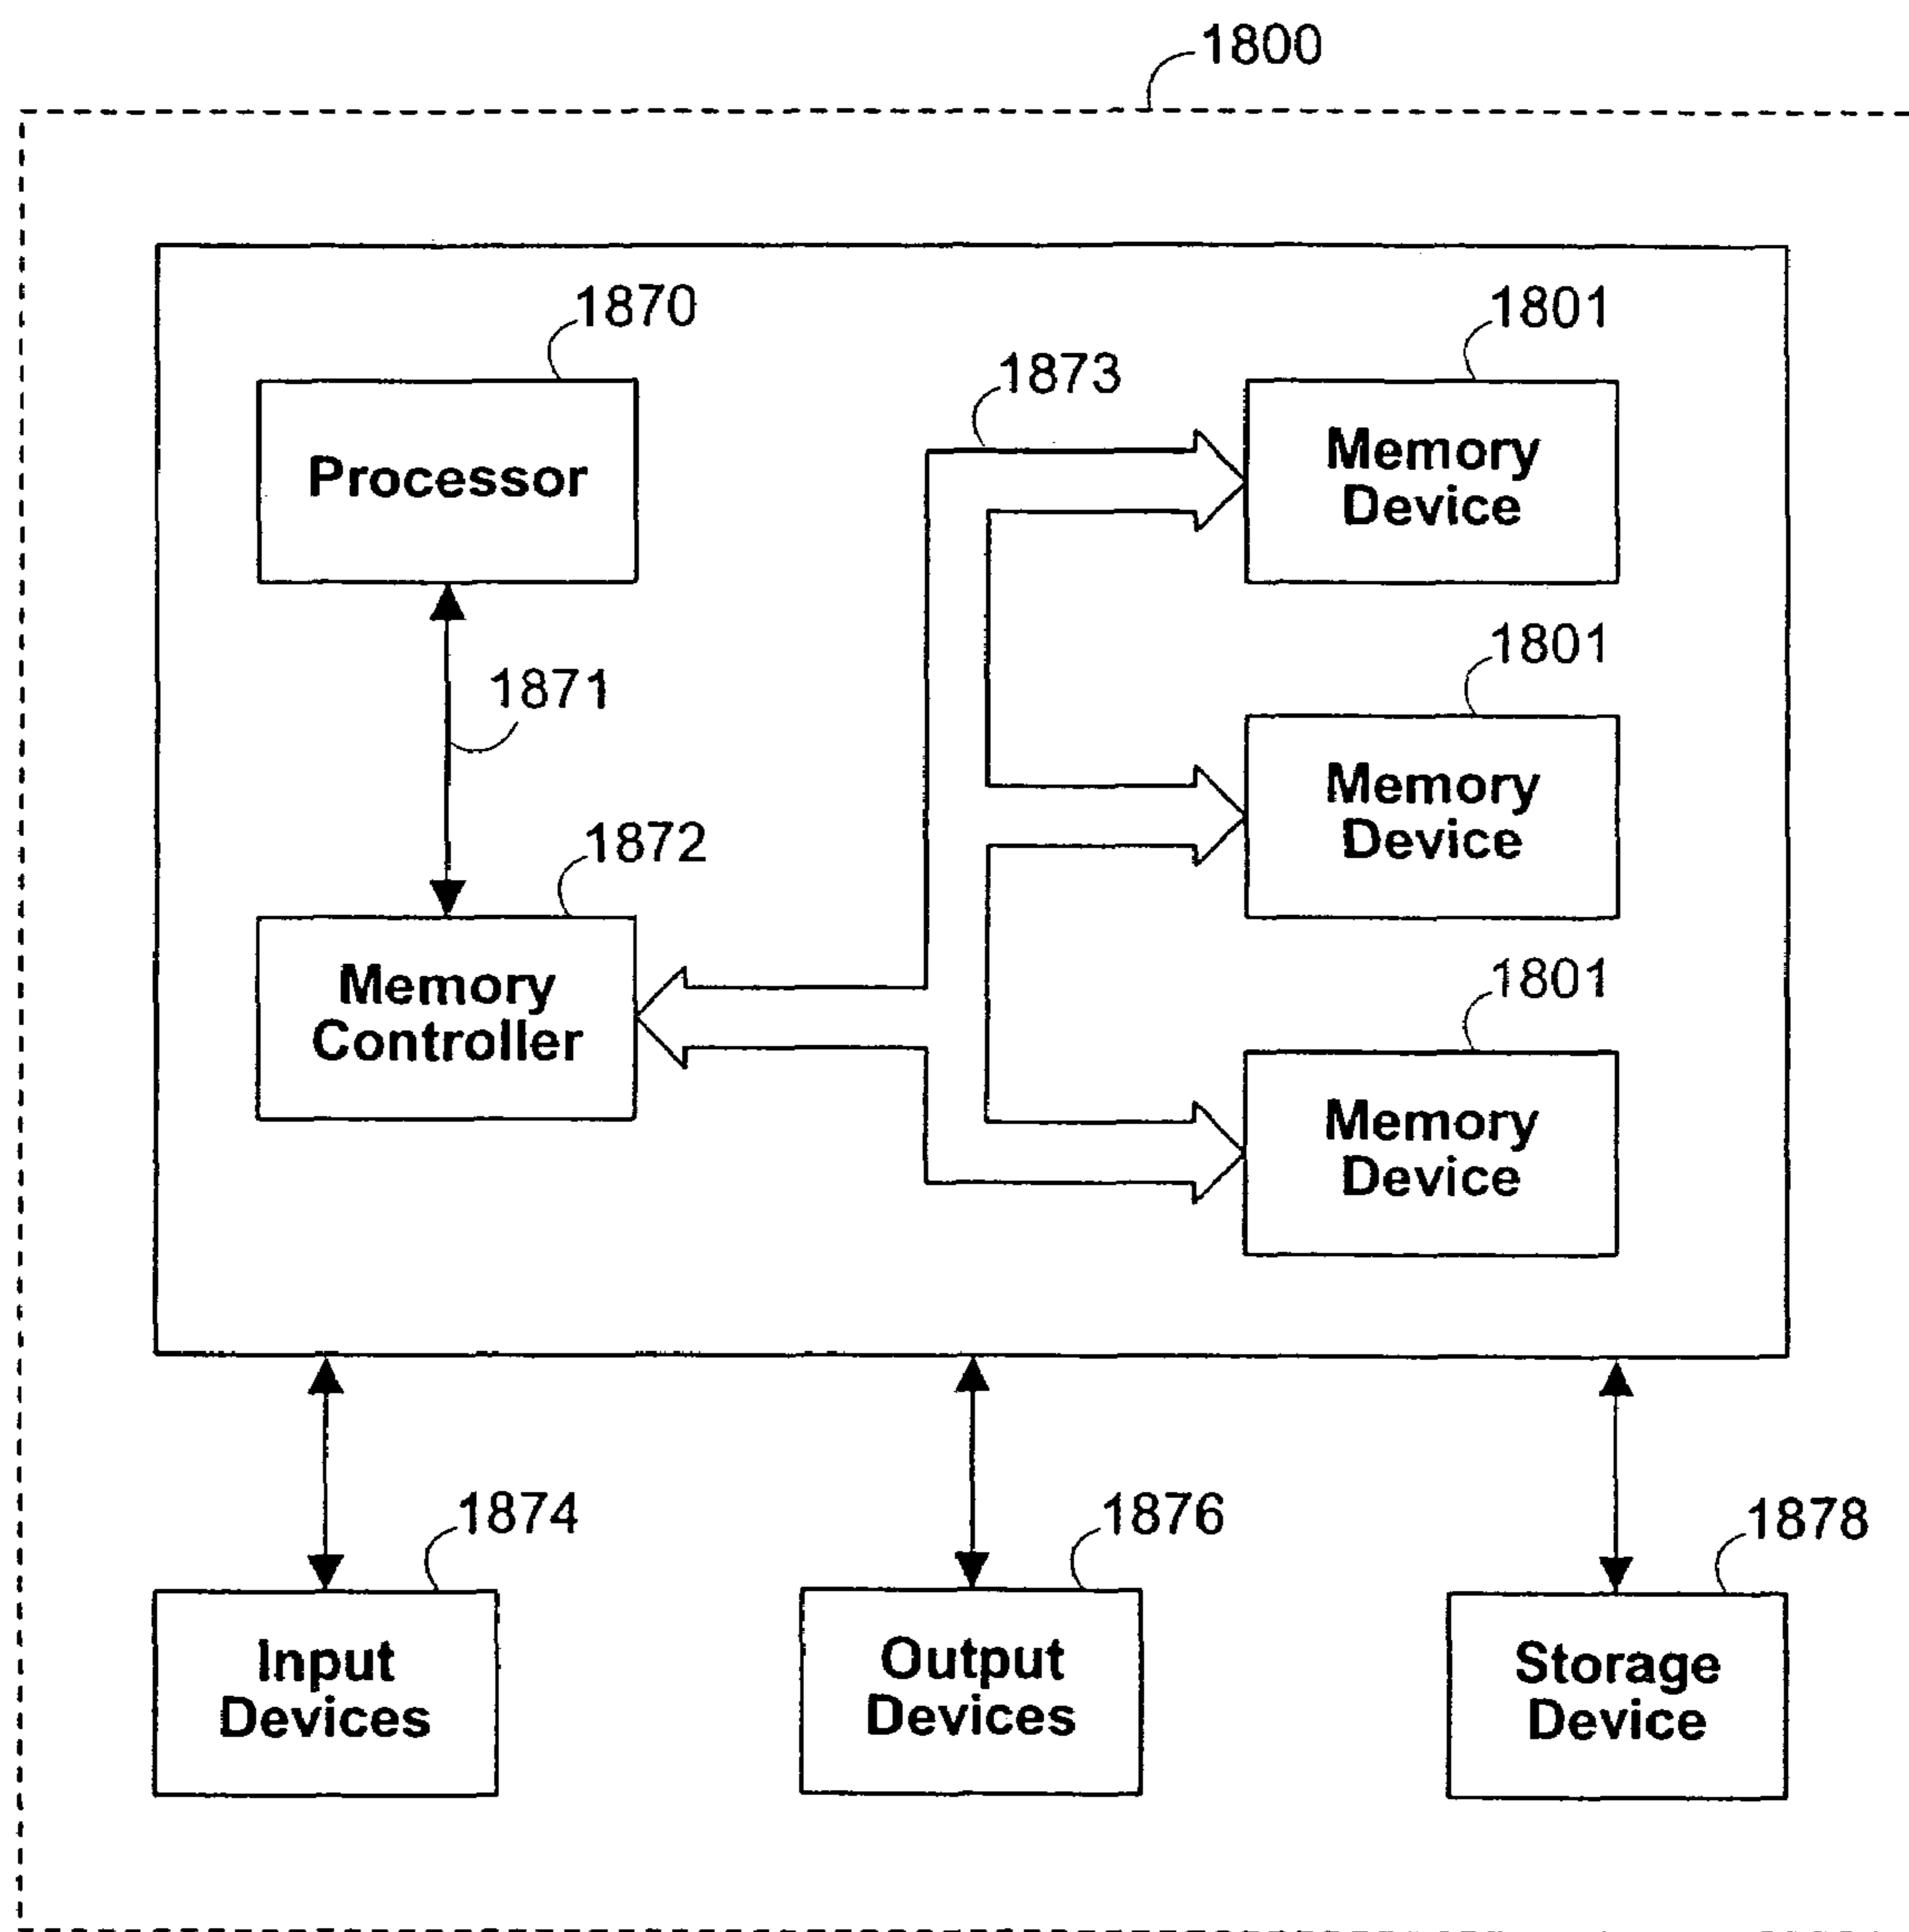 1800
1870
1801
1873
Processor
Memory
Device
1871
1801
Memory
Device
1872
Memory
Controller
1801
Memory
Device
1874
1876
1878
Input
Devices
Output
Devices
Storage
Device